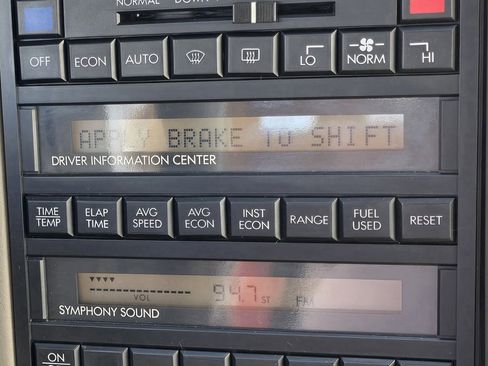 NORMAL DOWN
OFF ECON AUTO LO NORM HI
APPLY BRAKE TO SHIFT
DRIVER INFORMATION CENTER
TIME ELAP AVG AVG INST RANGE FUEL RESET
TEMP TIME SPEED ECON ECON USED
VOL 94.7 ST FM
SYMPHONY SOUND
ON